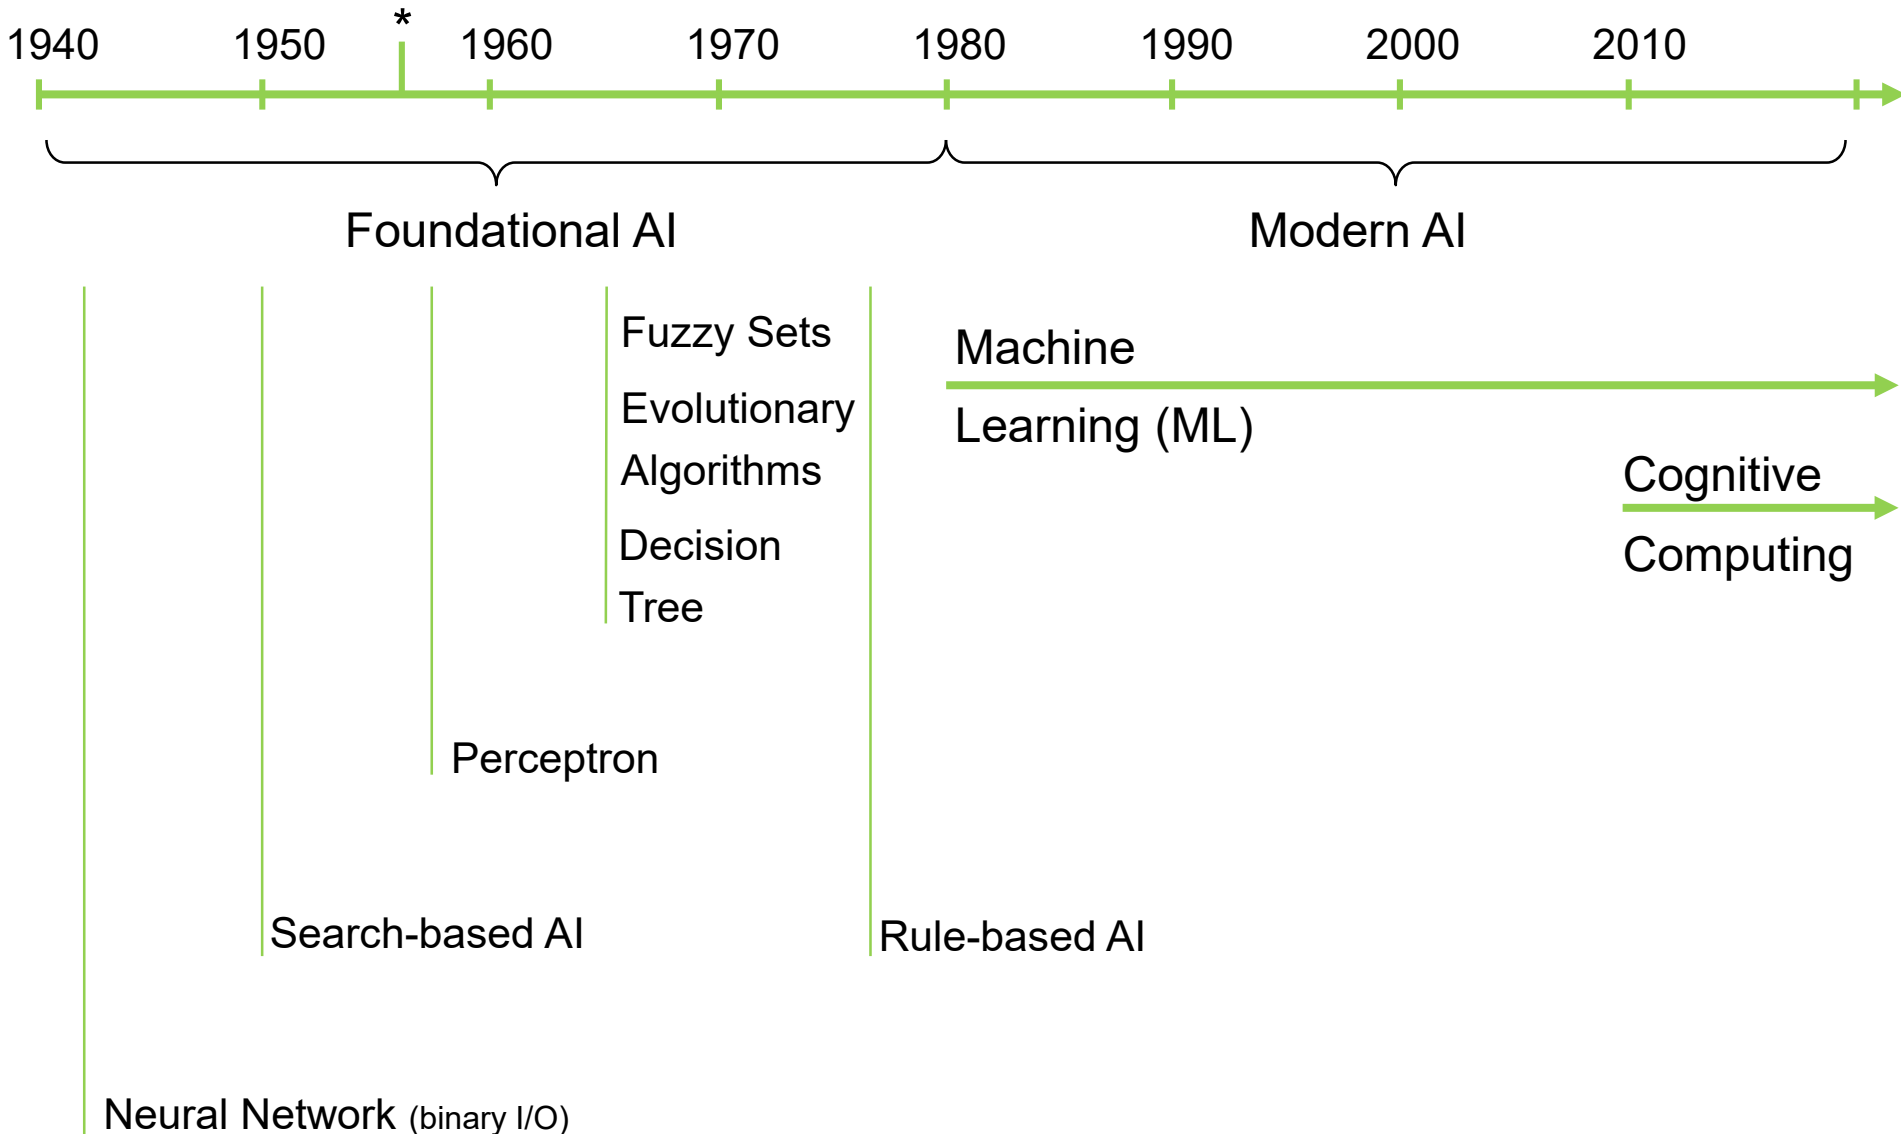 *
1940 1950 1960 1970 1980 1990 2000 2010
Foundational AI
Modern AI
Fuzzy Sets
Evolutionary
Algorithms
Decision
Tree
Machine
Learning (ML)
Cognitive
Computing
Perceptron
Search-based AI
Rule-based AI
Neural Network (binary I/O)